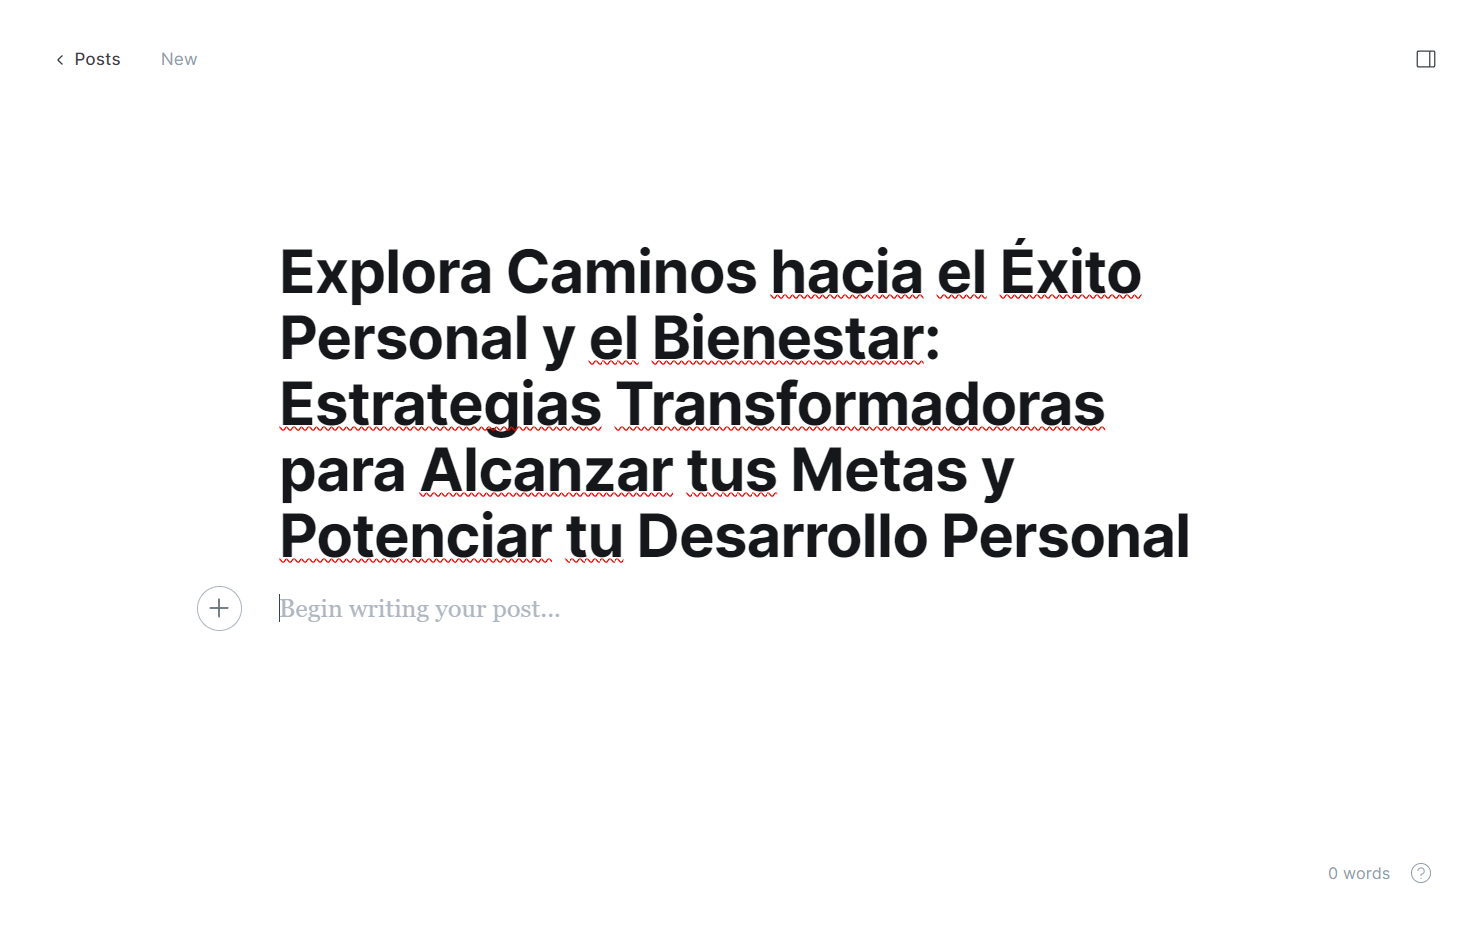 Posts
New
Explora Caminos hacia el Éxito
Personal y el Bienestar:
Estrategias Transformadoras
para Alcanzar tus Metas y
Potenciar tu Desarrollo Personal
Begin writing your post...
0 words
?